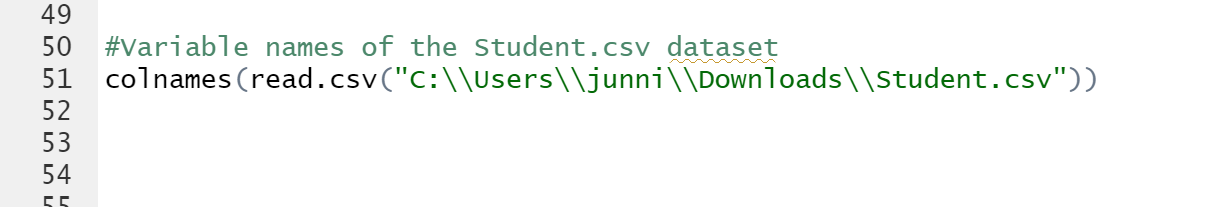 49
50 #Variable names of the Student.csv dataset
51 colnames(read.csv("C:\\Users\\junni\\Downloads\\Student.csv"))
52
53
54
55